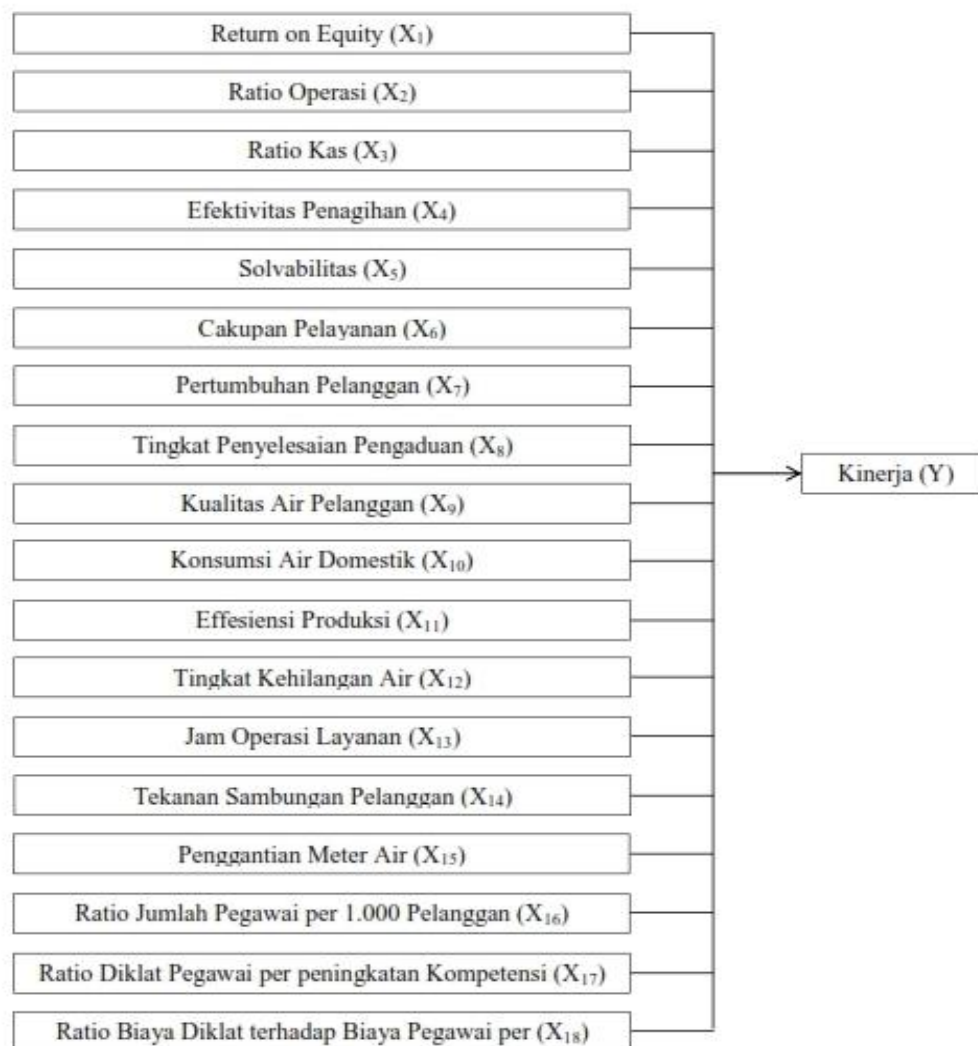 Return on Equity (X₁)
Ratio Operasi (X₂)
Ratio Kas (X₃)
Efektivitas Penagihan (X₄)
Solvabilitas (X₅)
Cakupan Pelayanan (X₆)
Pertumbuhan Pelanggan (X₇)
Tingkat Penyelesaian Pengaduan (X₈)
Kinerja (Y)
Kualitas Air Pelanggan (X₉)
Konsumsi Air Domestik (X₁₀)
Effesiensi Produksi (X₁₁)
Tingkat Kehilangan Air (X₁₂)
Jam Operasi Layanan (X₁₃)
Tekanan Sambungan Pelanggan (X₁₄)
Penggantian Meter Air (X₁₅)
Ratio Jumlah Pegawai per 1.000 Pelanggan (X₁₆)
Ratio Diklat Pegawai per peningkatan Kompetensi (X₁₇)
Ratio Biaya Diklat terhadap Biaya Pegawai per (X₁₈)